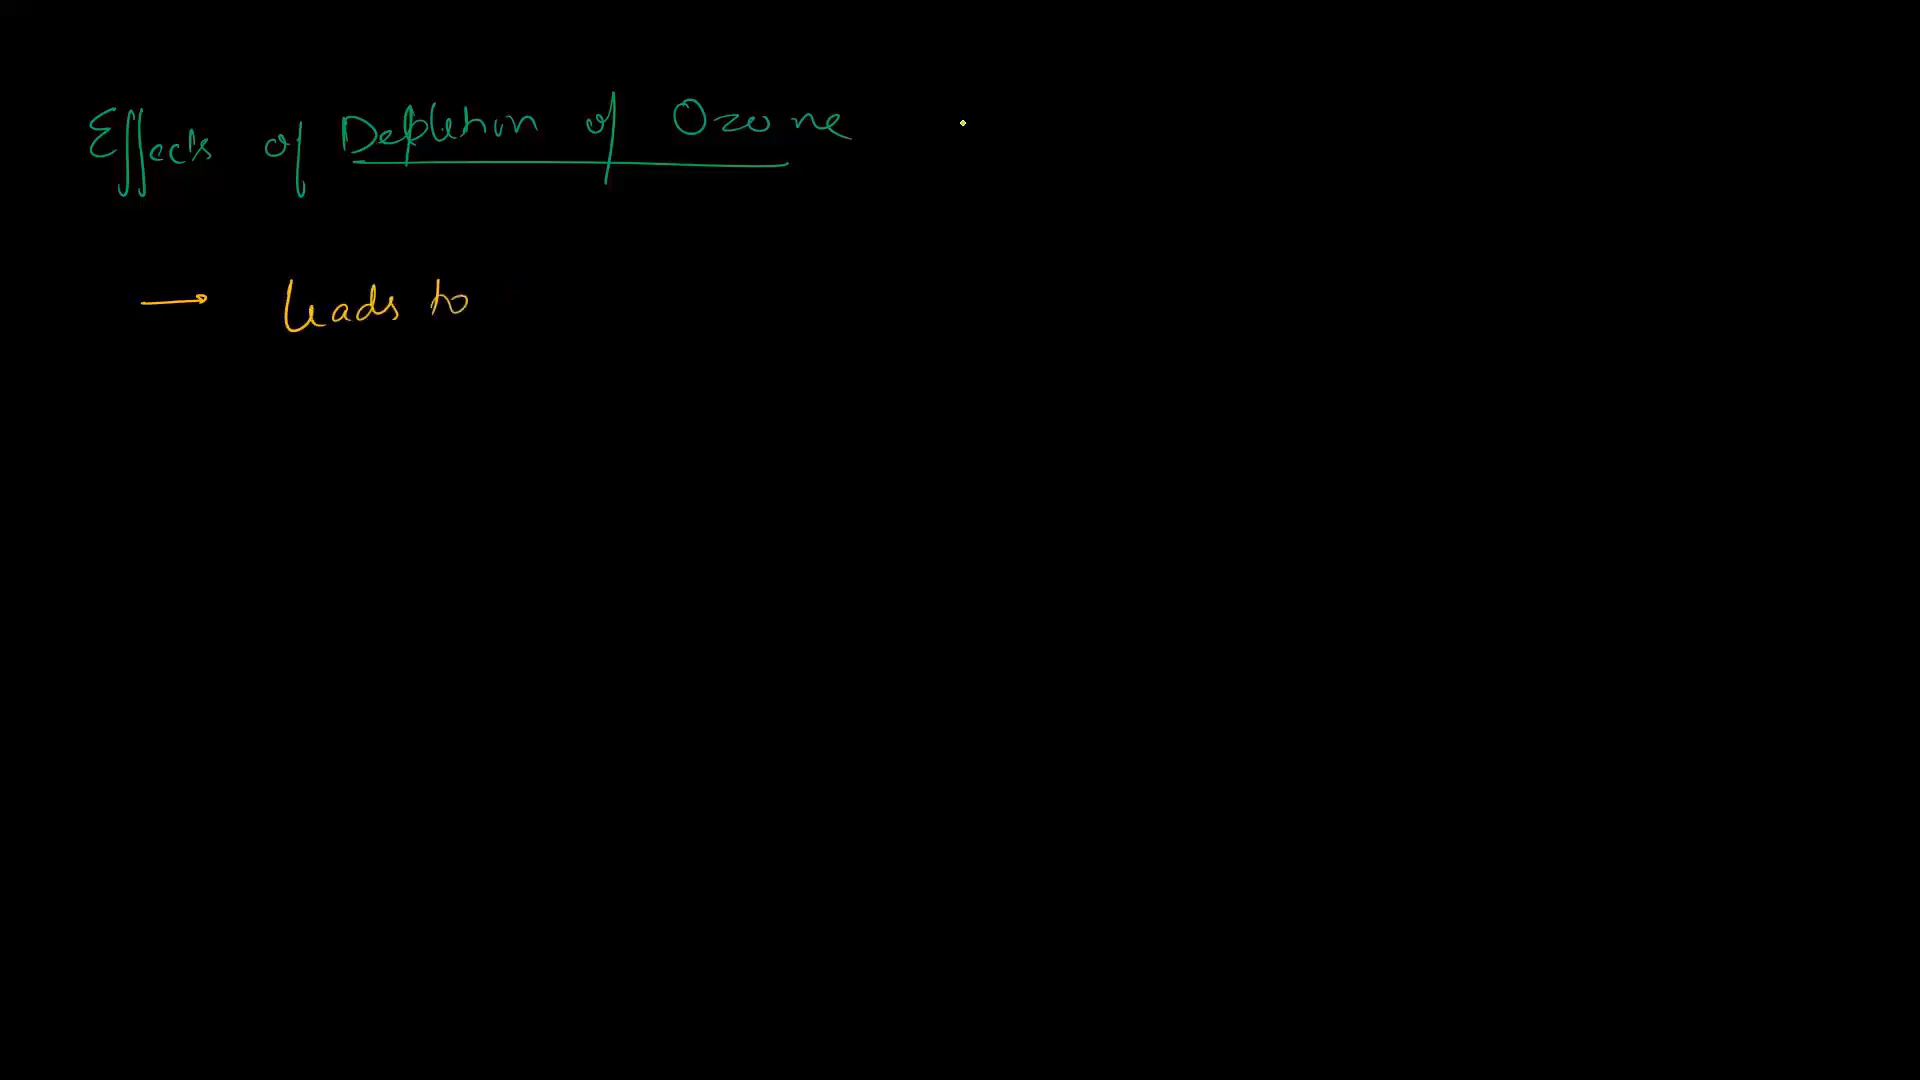 Effects of Depletion of Ozone
→ leads to